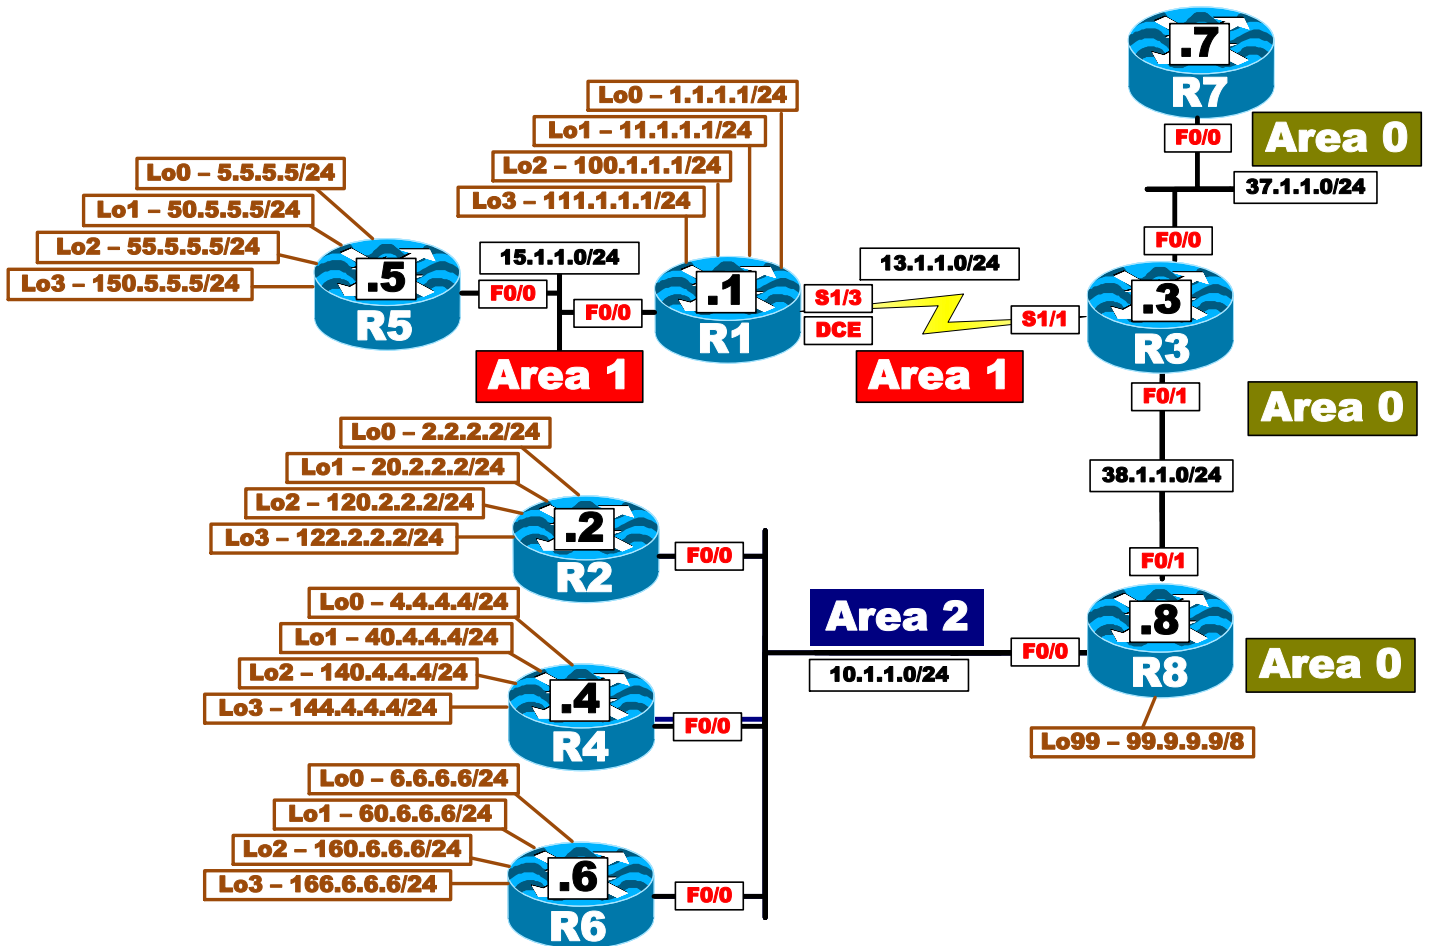 .7
R7
F0/0
Area 0
37.1.1.0/24
F0/0
Lo0 – 1.1.1.1/24
Lo1 – 11.1.1.1/24
Lo2 – 100.1.1.1/24
Lo3 – 111.1.1.1/24
Lo0 – 5.5.5.5/24
Lo1 – 50.5.5.5/24
Lo2 – 55.5.5.5/24
Lo3 – 150.5.5.5/24
.5
R5
F0/0
15.1.1.0/24
F0/0
Area 1
.1
R1
S1/3
DCE
13.1.1.0/24
Area 1
S1/1
.3
R3
F0/1
Area 0
38.1.1.0/24
F0/1
Lo0 – 2.2.2.2/24
Lo1 – 20.2.2.2/24
Lo2 – 120.2.2.2/24
Lo3 – 122.2.2.2/24
.2
R2
F0/0
Lo0 – 4.4.4.4/24
Lo1 – 40.4.4.4/24
Lo2 – 140.4.4.4/24
Lo3 – 144.4.4.4/24
.4
R4
F0/0
Area 2
10.1.1.0/24
F0/0
.8
R8
Area 0
Lo99 – 99.9.9.9/8
Lo0 – 6.6.6.6/24
Lo1 – 60.6.6.6/24
Lo2 – 160.6.6.6/24
Lo3 – 166.6.6.6/24
.6
R6
F0/0